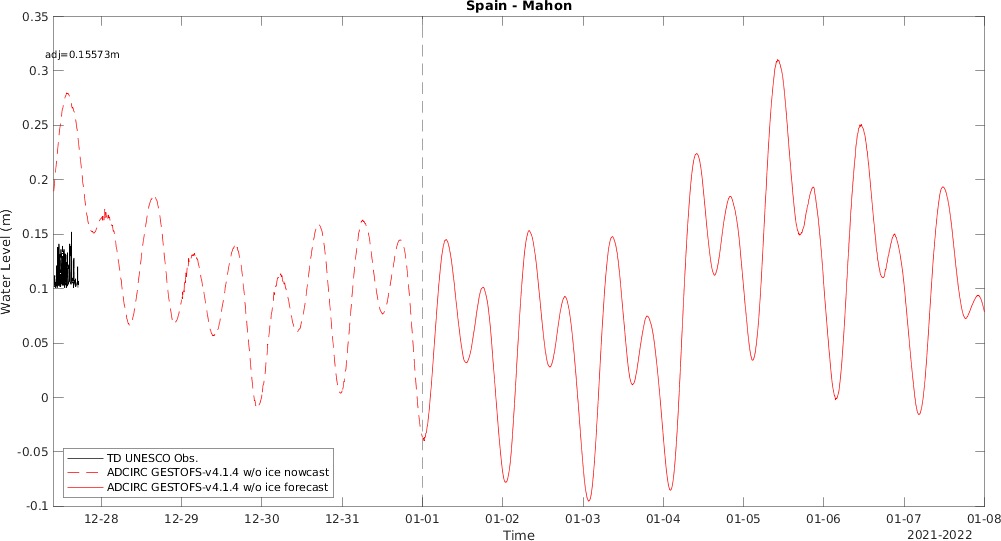 Spain - Mahon
adj=0.15573m
0.35
0.3
0.25
0.2
0.15
0.1
0.05
0
-0.05
-0.1
Water Level (m)
TD UNESCO Obs.
ADCIRC GESTOFS-v4.1.4 w/o ice nowcast
ADCIRC GESTOFS-v4.1.4 w/o ice forecast
12-28 12-29 12-30 12-31 01-01 01-02 01-03 01-04 01-05 01-06 01-07 01-08
Time
2021-2022